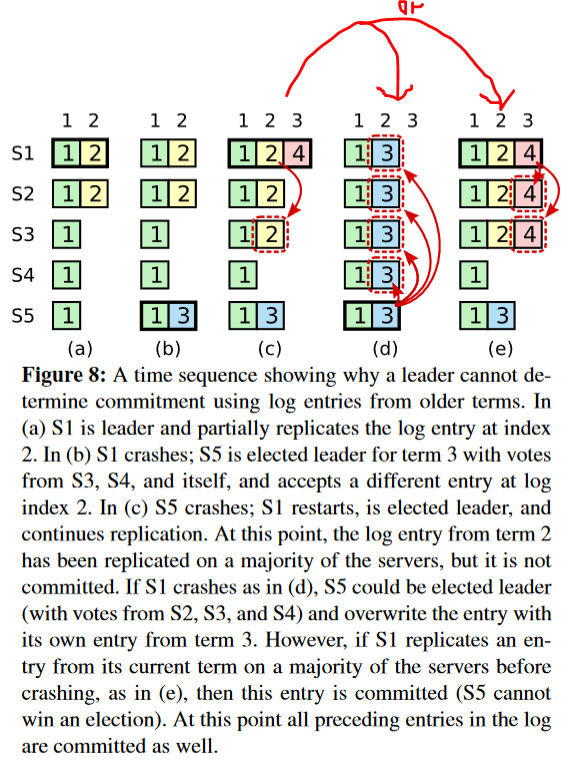 or
1 2 1 2 1 2 3 1 2 3 1 2 3
S1 1 2 1 2 1 2 4 1 3 1 2 4
S2 1 2 1 2 1 2 1 3 1 2 4
S3 1 1 1 2 1 3 1 2 4
S4 1 1 1 1 3 1
S5 1 1 3 1 3 1 3 1 3
(a) (b) (c) (d) (e)
Figure 8: A time sequence showing why a leader cannot de-
termine commitment using log entries from older terms. In
(a) S1 is leader and partially replicates the log entry at index
2. In (b) S1 crashes; S5 is elected leader for term 3 with votes
from S3, S4, and itself, and accepts a different entry at log
index 2. In (c) S5 crashes; S1 restarts, is elected leader, and
continues replication. At this point, the log entry from term 2
has been replicated on a majority of the servers, but it is not
committed. If S1 crashes as in (d), S5 could be elected leader
(with votes from S2, S3, and S4) and overwrite the entry with
its own entry from term 3. However, if S1 replicates an en-
try from its current term on a majority of the servers before
crashing, as in (e), then this entry is committed (S5 cannot
win an election). At this point all preceding entries in the log
are committed as well.